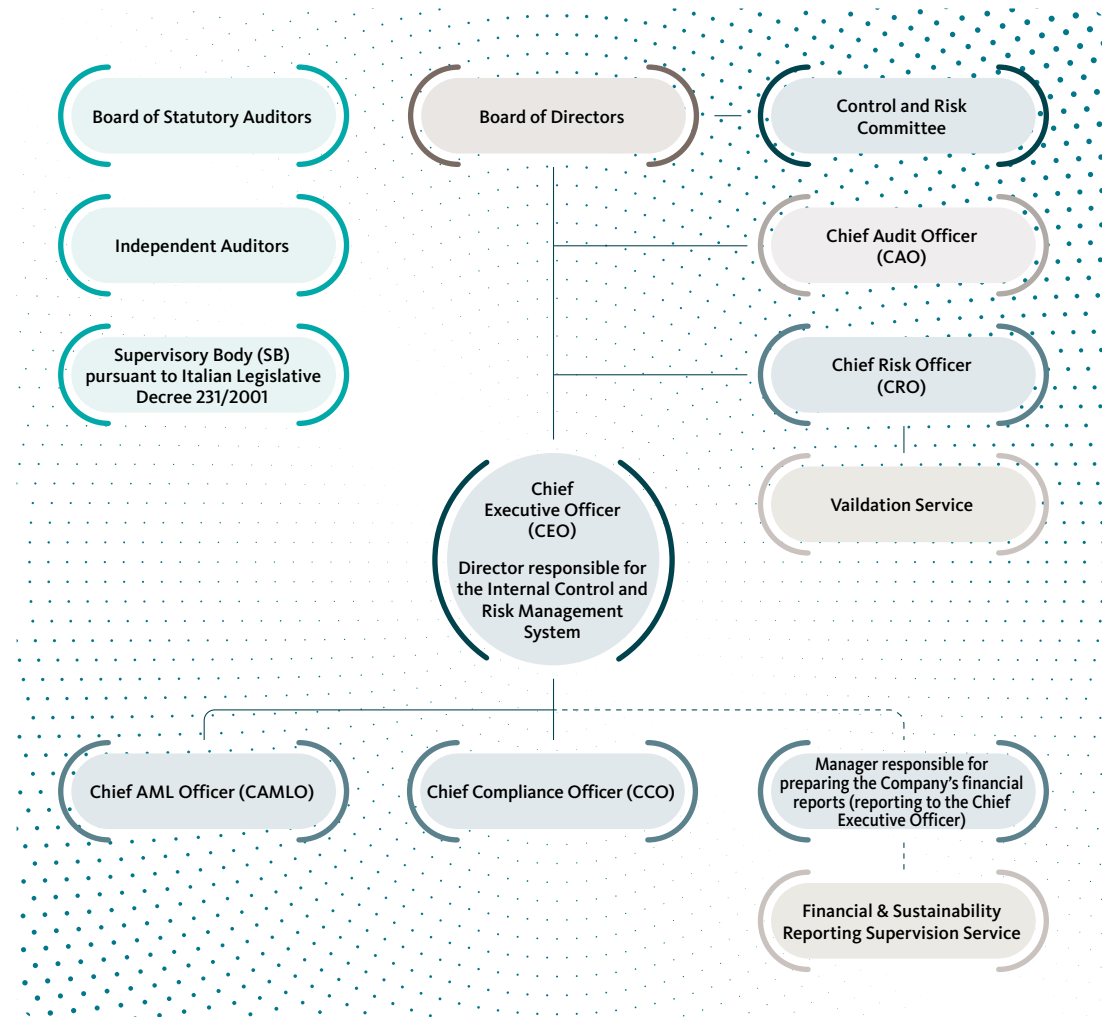 Board of Statutory Auditors
Board of Directors
Control and Risk
Committee
Independent Auditors
Chief Audit Officer
(CAO)
Supervisory Body (SB)
pursuant to Italian Legislative
Decree 231/2001
Chief Risk Officer
(CRO)
Chief
Executive Officer
(CEO)
Director responsible for
the Internal Control and
Risk Management
System
Vaildation Service
Chief AML Officer (CAMLO)
Chief Compliance Officer (CCO)
Manager responsible for
preparing the Company’s financial
reports (reporting to the Chief
Executive Officer)
Financial & Sustainability
Reporting Supervision Service